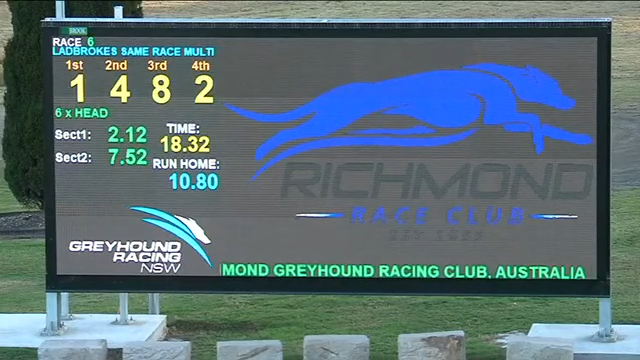 BROOK
RACE 6
LADBROKES SAME RACE MULTI
1st 2nd 3rd 4th
1 4 8 2
6 x HEAD
Sect1: 2.12
Sect2: 7.52
TIME:
18.32
RUN HOME:
10.80
RICHMOND
RACE CLUB
GREYHOUND
RACING
NSW
MOND GREYHOUND RACING CLUB, AUSTRALIA